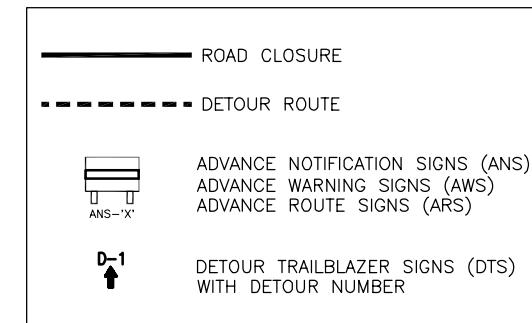 ROAD CLOSURE
DETOUR ROUTE
ANS-'X'
ADVANCE NOTIFICATION SIGNS (ANS)
ADVANCE WARNING SIGNS (AWS)
ADVANCE ROUTE SIGNS (ARS)
D-1
DETOUR TRAILBLAZER SIGNS (DTS)
WITH DETOUR NUMBER